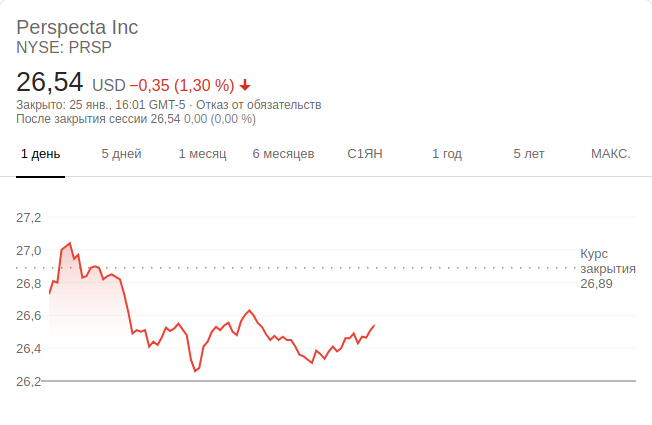 Perspecta Inc
NYSE: PRSP
26,54 USD −0,35 (1,30 %)
Закрыто: 25 янв., 16:01 GMT-5 · Отказ от обязательств
После закрытия сессии 26,54 0,00 (0,00 %)
1 день 5 дней 1 месяц 6 месяцев С1ЯН 1 год 5 лет МАКС.
27,2
27,0
26,8
26,6
26,4
26,2
Курс
закрытия
26,89